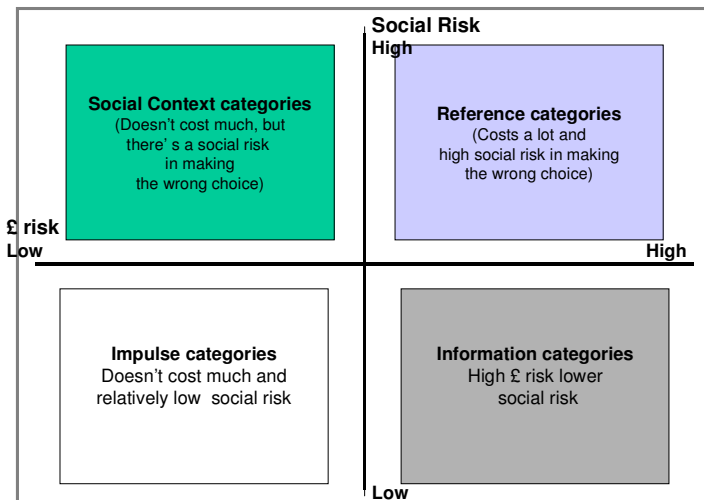 Social Risk
High
Social Context categories
(Doesn't cost much, but
there' s a social risk
in making
the wrong choice)
Reference categories
(Costs a lot and
high social risk in making
the wrong choice)
£ risk
Low
High
Impulse categories
Doesn't cost much and
relatively low social risk
Information categories
High £ risk lower
social risk
Low